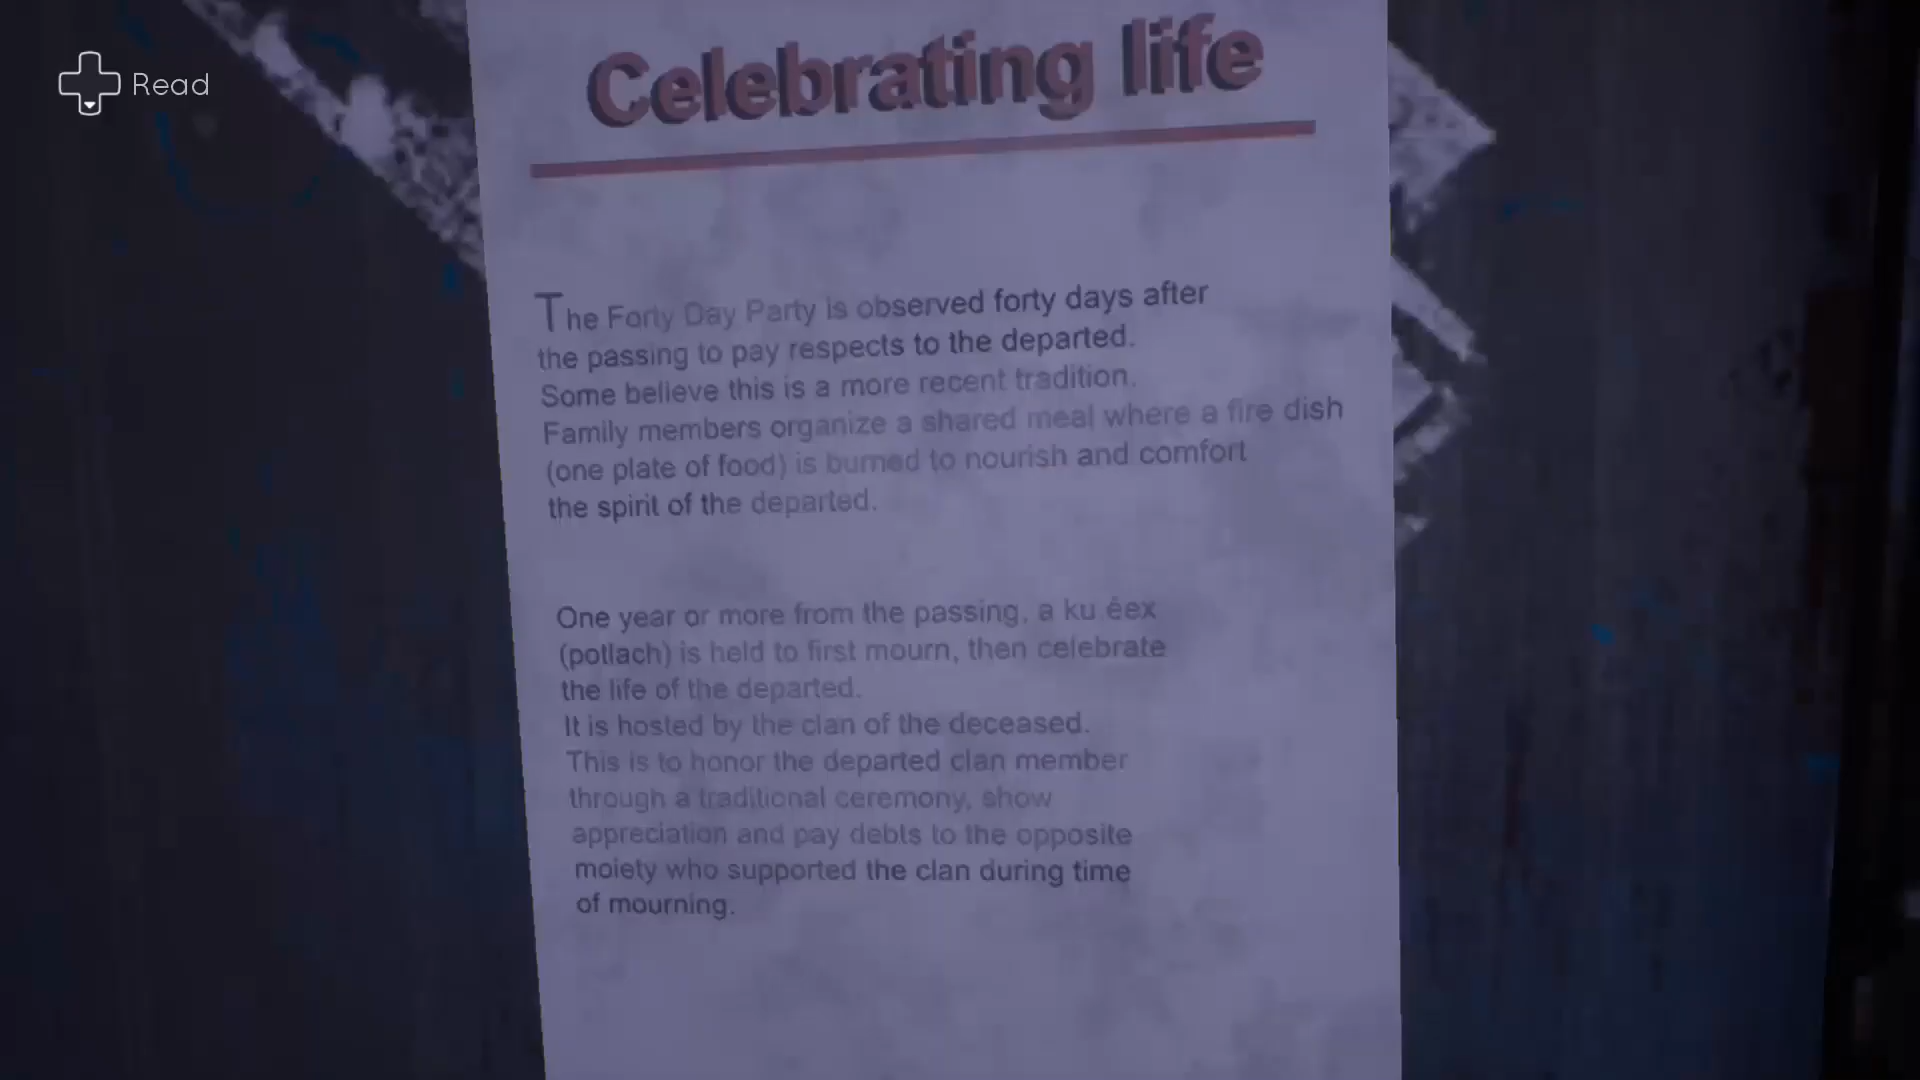 Read
Celebrating life
The Forty Day Party is observed forty days after
the passing to pay respects to the departed.
Some believe this is a more recent tradition.
Family members organize a shared meal where a fire dish
(one plate of food) is burned to nourish and comfort
the spirit of the departed.
One year or more from the passing, a ku.éex
(potlach) is held to first mourn, then celebrate
the life of the departed.
It is hosted by the clan of the deceased.
This is to honor the departed clan member
through a traditional ceremony, show
appreciation and pay debts to the opposite
moiety who supported the clan during time
of mourning.